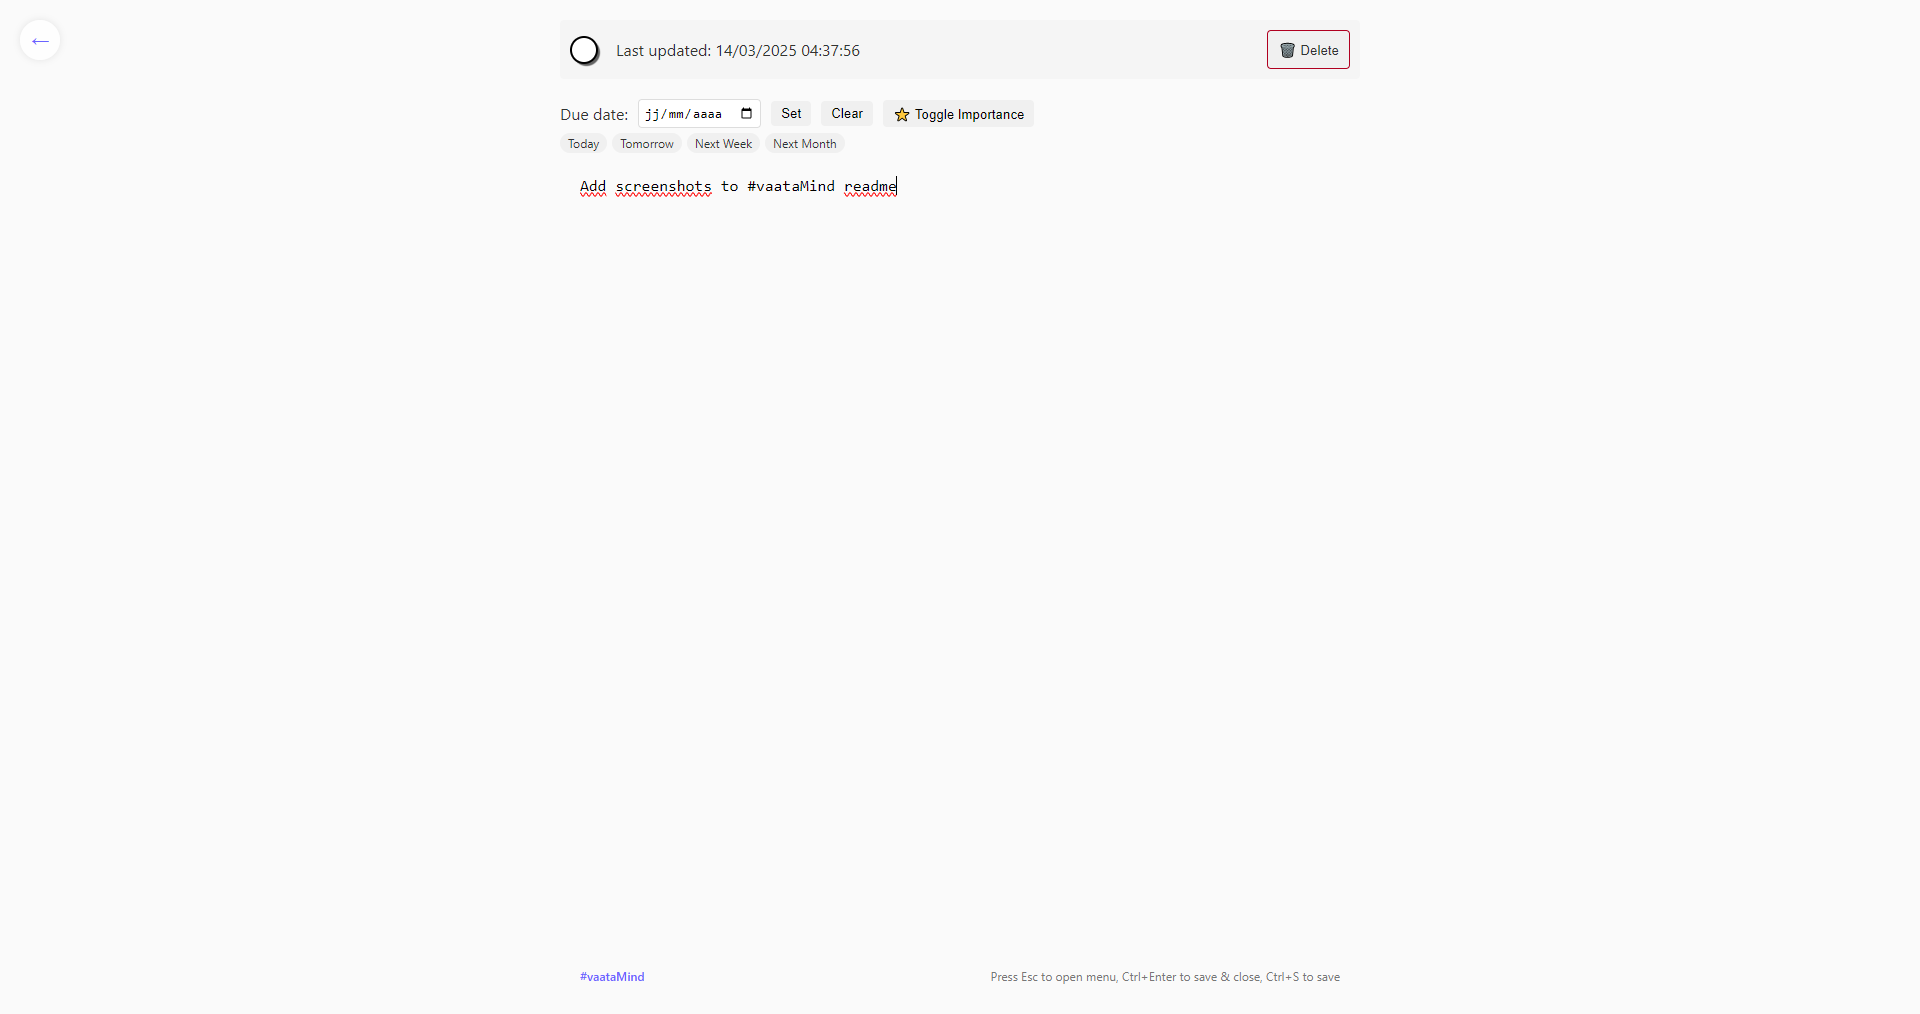 ←
Last updated: 14/03/2025 04:37:56
🗑️ Delete
Due date: jj/mm/aaaa Set Clear ⭐ Toggle Importance
Today Tomorrow Next Week Next Month
Add screenshots to #vaataMind readme
#vaataMind Press Esc to open menu, Ctrl+Enter to save & close, Ctrl+S to save